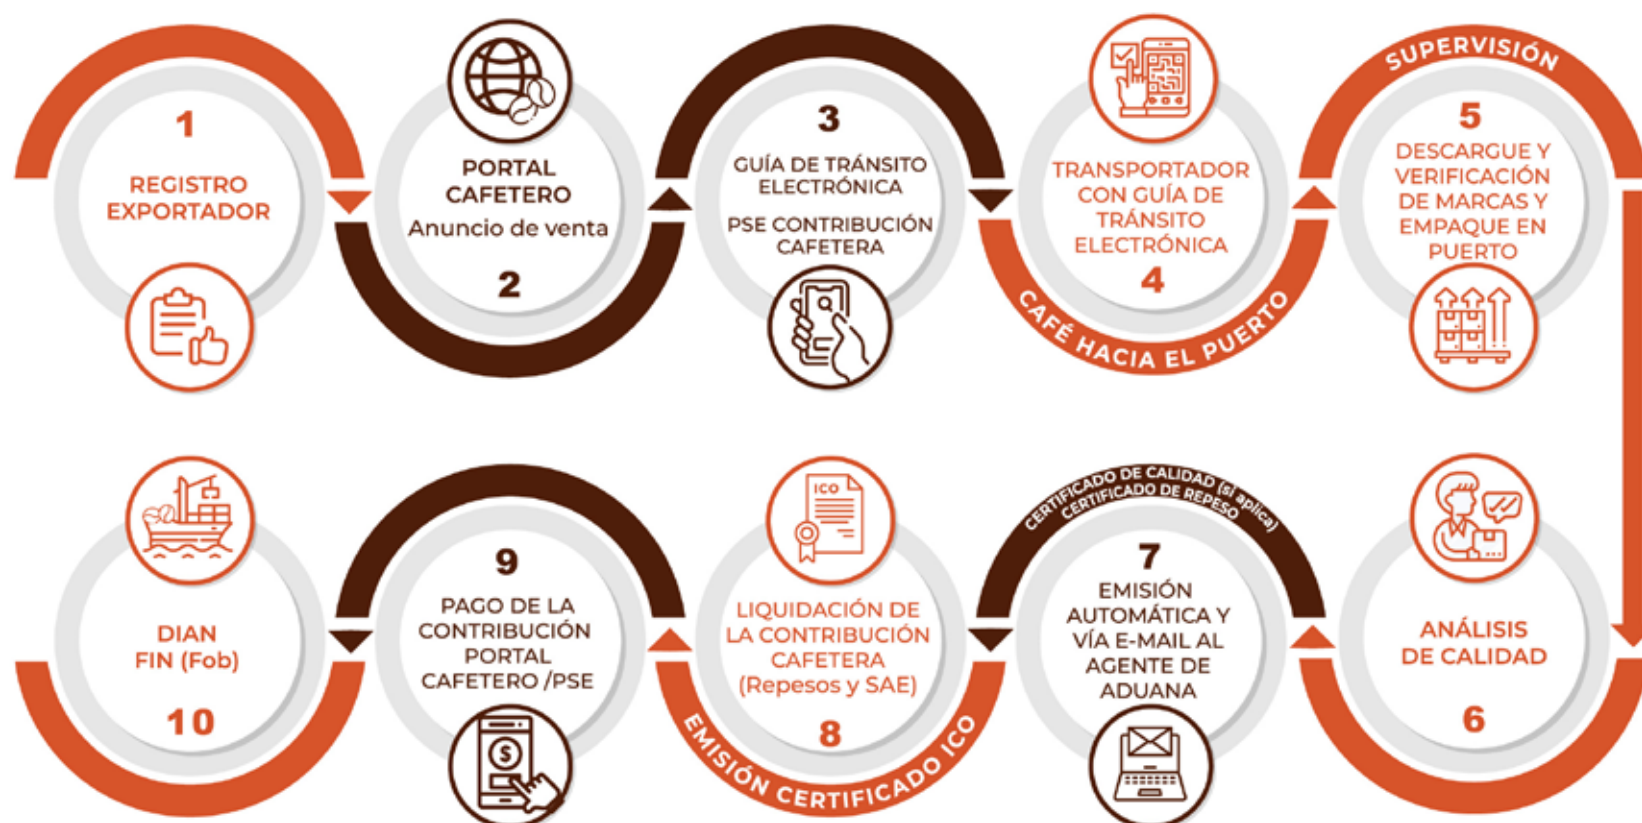 1
REGISTRO
EXPORTADOR
PORTAL
CAFETERO
Anuncio de venta
2
3
GUÍA DE TRÁNSITO
ELECTRÓNICA
PSE CONTRIBUCIÓN
CAFETERA
TRANSPORTADOR
CON GUÍA DE
TRÁNSITO
ELECTRÓNICA
4
CAFÉ HACIA EL PUERTO
SUPERVISIÓN
5
DESCARGUE Y
VERIFICACIÓN
DE MARCAS Y
EMPAQUE EN
PUERTO
ANÁLISIS
DE CALIDAD
6
CERTIFICADO DE CALIDAD (si aplica)
CERTIFICADO DE REPESO
7
EMISIÓN
AUTOMÁTICA Y
VÍA E-MAIL AL
AGENTE DE
ADUANA
ICO
LIQUIDACIÓN DE
LA CONTRIBUCIÓN
CAFETERA
(Repesos y SAE)
8
EMISIÓN CERTIFICADO ICO
9
PAGO DE LA
CONTRIBUCIÓN
PORTAL
CAFETERO /PSE
$
DIAN
FIN (Fob)
10